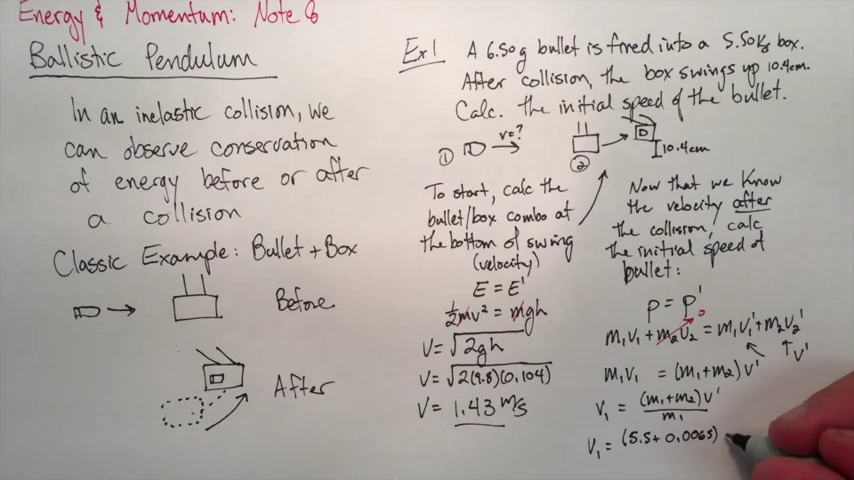 Energy & Momentum: Note 6
Ballistic Pendulum
In an inelastic collision, we
can observe conservation
of energy before or after
a collision
Classic Example: Bullet + Box
Before
After
Ex 1 A 6.50g bullet is fired into a 5.50kg box.
After collision, the box swings up 10.4cm.
Calc. the initial speed of the bullet.
① v=?
②
10.4cm
To start, calc the
bullet/box combo at
the bottom of swing
(velocity)
E = E'
½mv² = mgh
V = √2gh
V = √2(9.8)(0.104)
V = 1.43 m/s
Now that we know
the velocity after
the collision, calc
the initial speed of
bullet:
p = p'
m₁v₁ + m₂v₂ = m₁v₁' + m₂v₂'
0
v'
m₁v₁ = (m₁+m₂)v'
v₁ = (m₁+m₂)v'
m₁
v₁ = (5.5 + 0.0065)